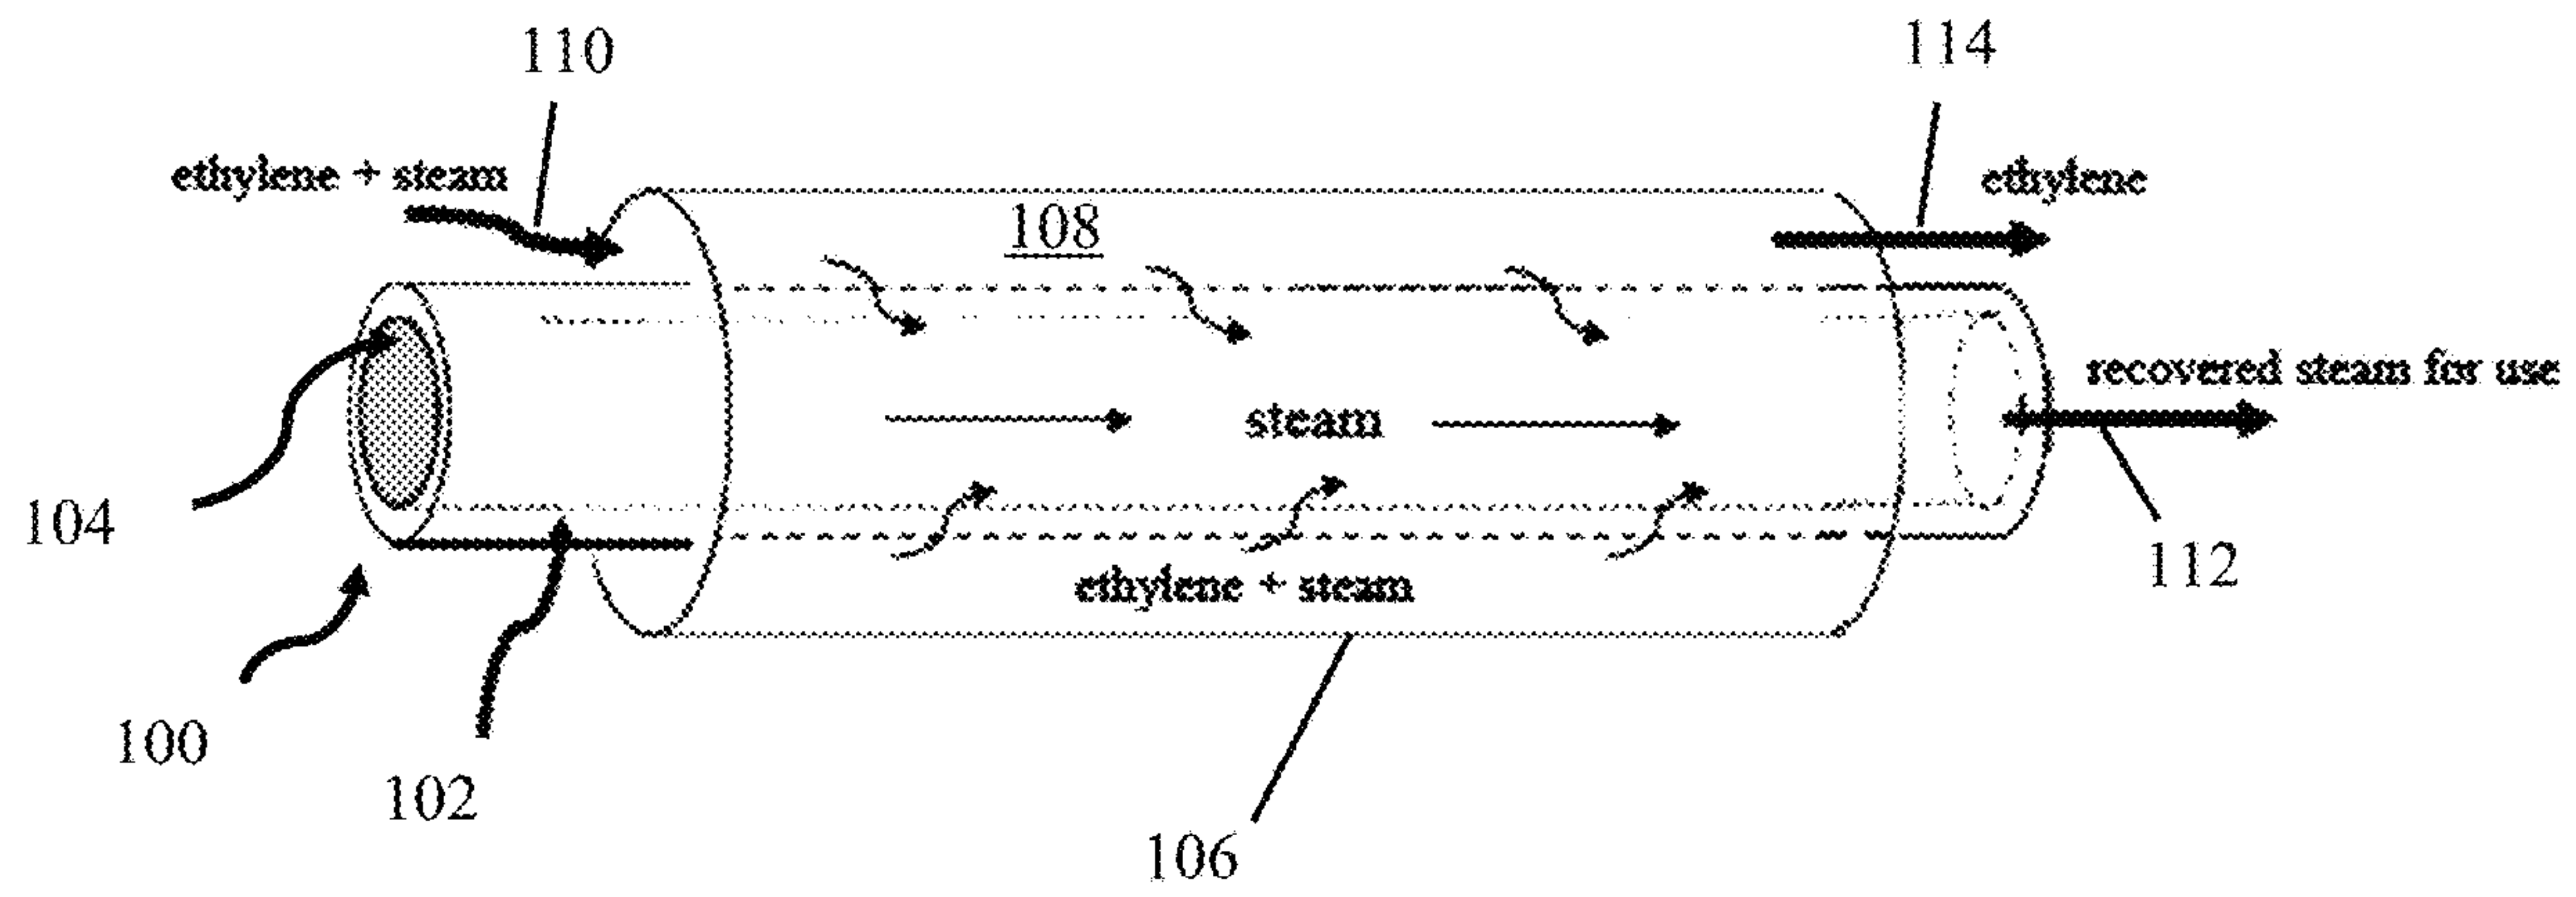 110
114
ethylene + steam
ethylene
108
recovered steam for use
steam
104
112
ethylene + steam
100
102
106